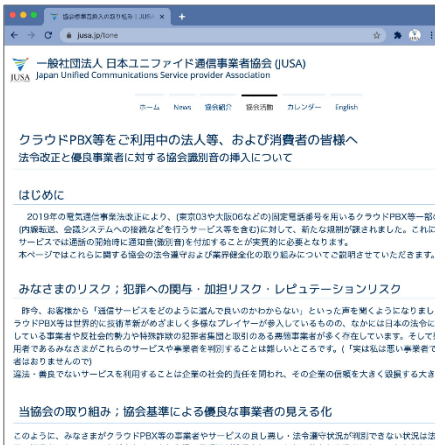 協会標準互換入の取り組み | JUS
jusa.jp/tone
一般社団法人 日本ユニファイド通信事業者協会 (JUSA)
JUSA Japan Unified Communications Service provider Association
ホーム News 協会紹介 協会活動 カレンダー English
クラウドPBX等をご利用中の法人等、および消費者の皆様へ
法令改正と優良事業者に対する協会識別音の挿入について
はじめに
2019年の電気通信事業法改正により、(東京03や大阪06などの)固定電話番号を用いるクラウドPBX等一部の
(内線転送、会議システムへの接続などを行うサービス等を含む)に対して、新たな規制が課されました。これに
サービスでは通話の開始時に通知音(識別音)を付加することが実質的に必要となります。
本ページではこれらに関する協会の法令遵守および業界健全化の取り組みについてご説明させていただきます。
みなさまのリスク；犯罪への関与・加担リスク・レピュテーションリスク
昨今、お客様から「通信サービスをどのように選んで良いのかわからない」といった声を聞くようになりまし
ラウドPBX等は世界的に技術革新がめざましく多様なプレイヤーが参入しているものの、なかには日本の法令に
している事業者や反社会的勢力や特殊詐欺の犯罪者集団と取引のある悪質事業者が多く存在しています。そして
用者であるみなさまがこれらのサービスや事業者を判別することは難しいところです。(「実は私は悪い事業者で
者はおりませんので)
違法・善良でないサービスを利用することは企業の社会的責任を問われ、その企業の信頼を大きく毀損する大き
当協会の取り組み；協会基準による優良な事業者の見える化
このように、みなさまがクラウドPBX等の事業者やサービスの良し悪し・法令遵守状況が判別できない状況は法